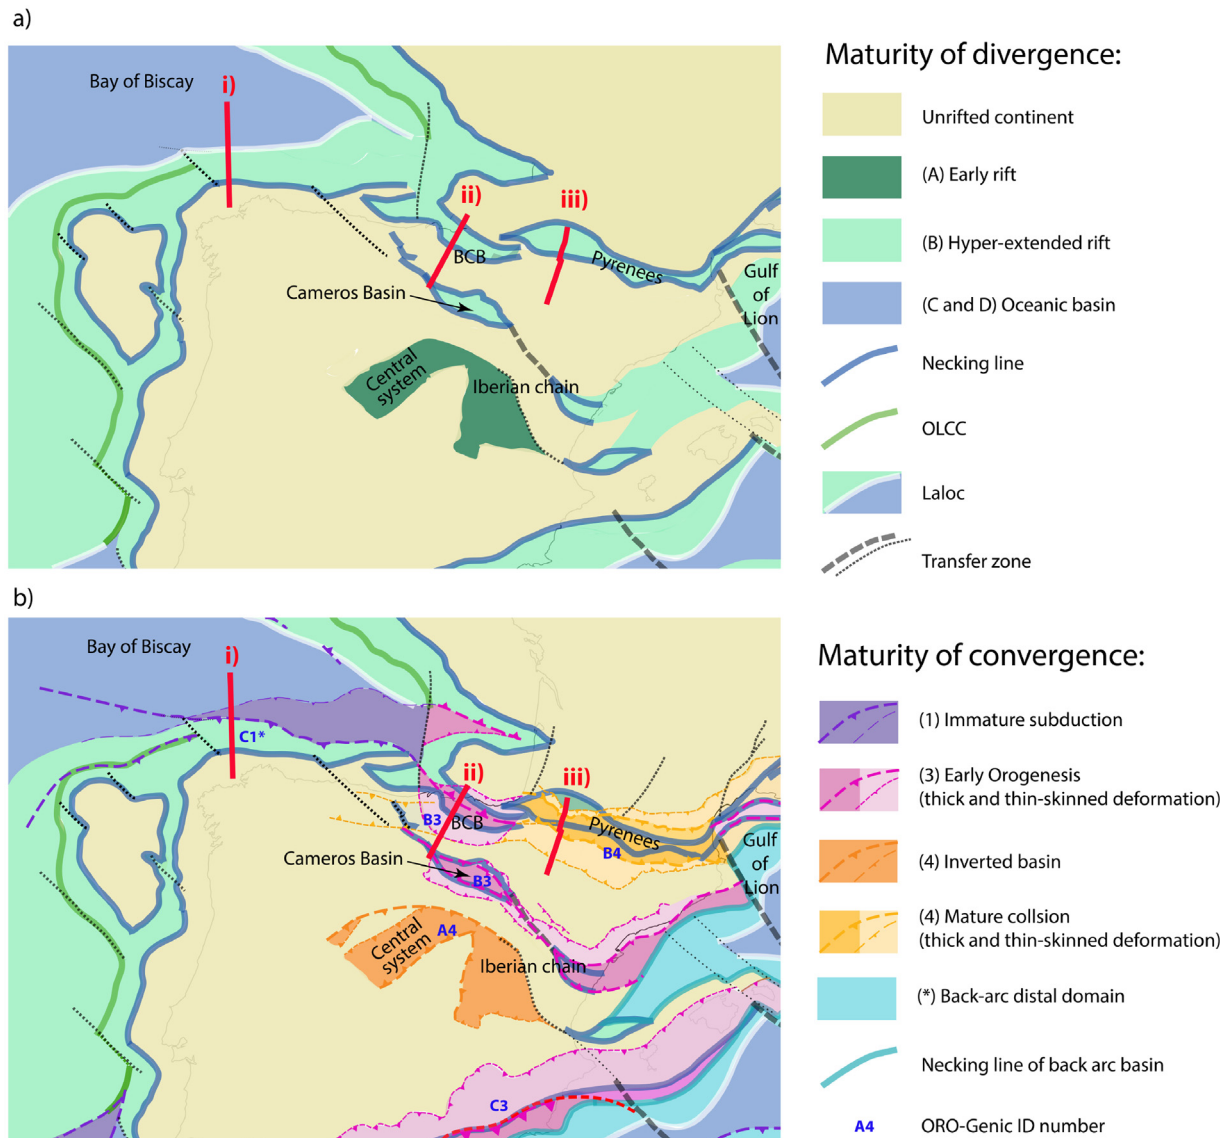 a)
Bay of Biscay
i)
ii)
iii)
BCB
Pyrenees
Cameros Basin
Gulf
of
Lion
Central
system
Iberian chain
Maturity of divergence:
Unrifted continent
(A) Early rift
(B) Hyper-extended rift
(C and D) Oceanic basin
Necking line
OLCC
Laloc
Transfer zone
b)
Bay of Biscay
i)
C1*
ii)
iii)
B3
BCB
Pyrenees
B4
Cameros Basin
B3
Gulf
of
Lion
A4
Central
system
Iberian chain
C3
Maturity of convergence:
(1) Immature subduction
(3) Early Orogenesis
(thick and thin-skinned deformation)
(4) Inverted basin
(4) Mature collsion
(thick and thin-skinned deformation)
(*) Back-arc distal domain
Necking line of back arc basin
A4
ORO-Genic ID number